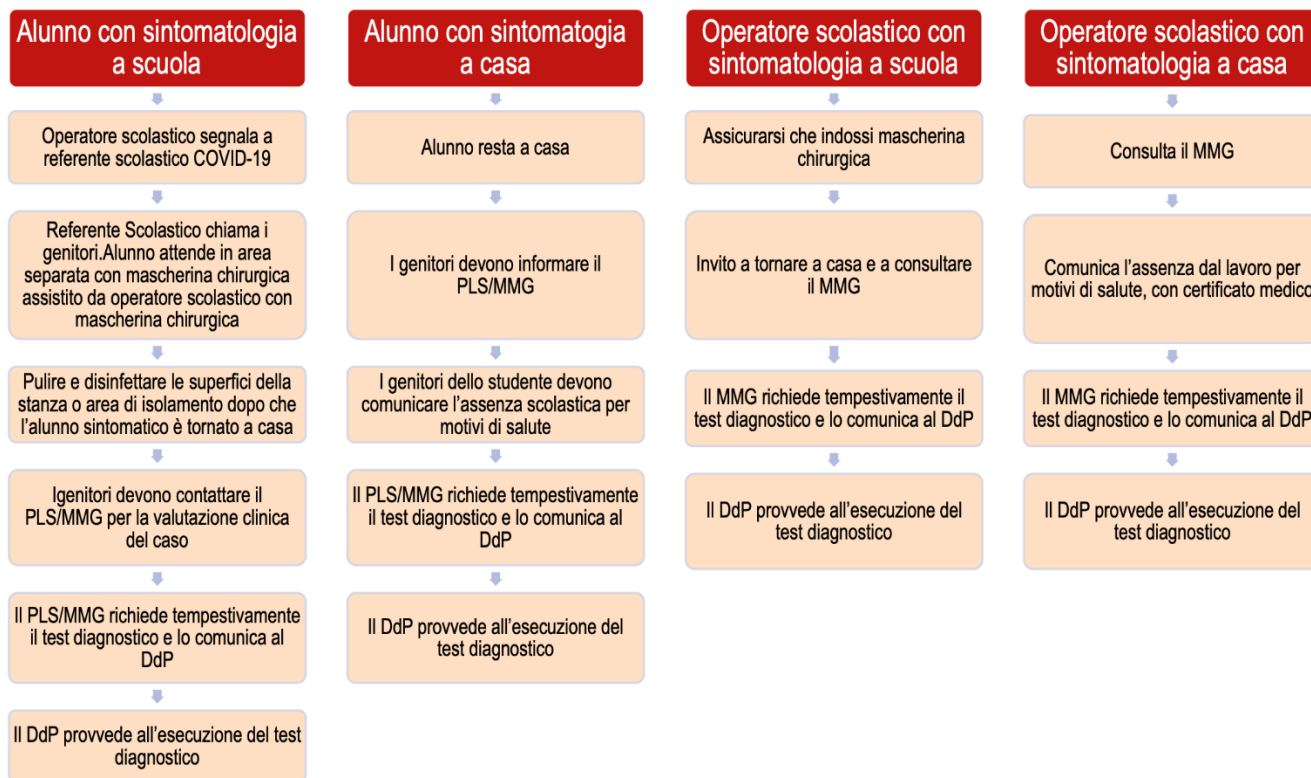 Alunno con sintomatologia
a scuola
Operatore scolastico segnala a
referente scolastico COVID-19
Referente Scolastico chiama i
genitori.Alunno attende in area
separata con mascherina chirurgica
assistito da operatore scolastico con
mascherina chirurgica
Pulire e disinfettare le superfici della
stanza o area di isolamento dopo che
l'alunno sintomatico è tornato a casa
Igenitori devono contattare il
PLS/MMG per la valutazione clinica
del caso
Il PLS/MMG richiede tempestivamente
il test diagnostico e lo comunica al
DdP
Il DdP provvede all'esecuzione del test
diagnostico
Alunno con sintomatogia
a casa
Alunno resta a casa
I genitori devono informare il
PLS/MMG
I genitori dello studente devono
comunicare l'assenza scolastica per
motivi di salute
Il PLS/MMG richiede tempestivamente
il test diagnostico e lo comunica al
DdP
Il DdP provvede all'esecuzione del
test diagnostico
Operatore scolastico con
sintomatologia a scuola
Assicurarsi che indossi mascherina
chirurgica
Invito a tornare a casa e a consultare
il MMG
Il MMG richiede tempestivamente il
test diagnostico e lo comunica al DdP
Il DdP provvede all'esecuzione del
test diagnostico
Operatore scolastico con
sintomatologia a casa
Consulta il MMG
Comunica l'assenza dal lavoro per
motivi di salute, con certificato medico
Il MMG richiede tempestivamente il
test diagnostico e lo comunica al DdP
Il DdP provvede all'esecuzione del
test diagnostico